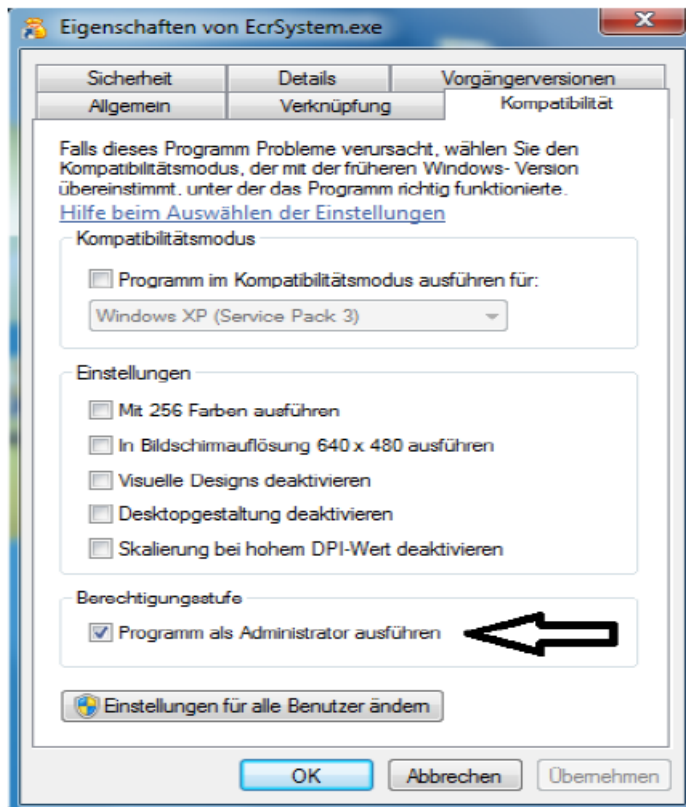 Eigenschaften von EcrSystem.exe
Sicherheit Details Vorgängerversionen
Allgemein Verknüpfung Kompatibilität
Falls dieses Programm Probleme verursacht, wählen Sie den
Kompatibilitätsmodus, der mit der früheren Windows- Version
übereinstimmt, unter der das Programm richtig funktionierte.
Hilfe beim Auswählen der Einstellungen
Kompatibilitätsmodus
Programm im Kompatibilitätsmodus ausführen für:
Windows XP (Service Pack 3)
Einstellungen
Mit 256 Farben ausführen
In Bildschirmauflösung 640 x 480 ausführen
Visuelle Designs deaktivieren
Desktopgestaltung deaktivieren
Skalierung bei hohem DPI-Wert deaktivieren
Berechtigungsstufe
Programm als Administrator ausführen
Einstellungen für alle Benutzer ändern
OK Abbrechen Übernehmen